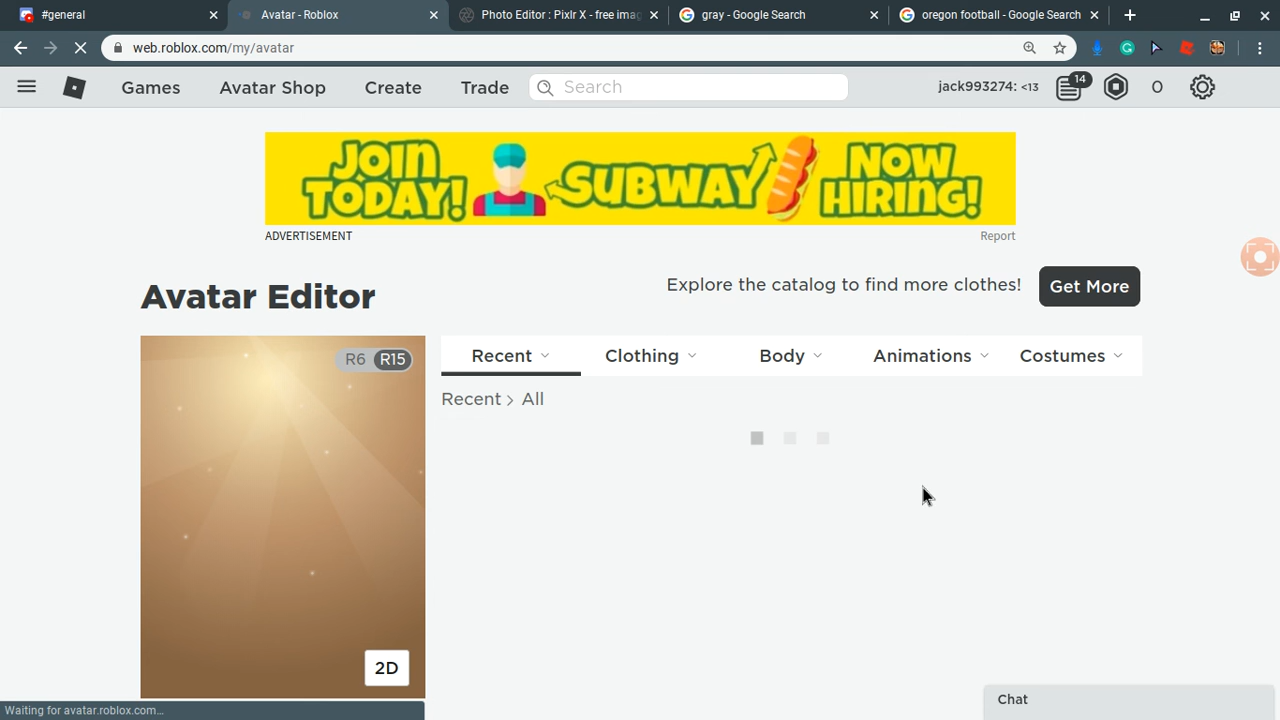 #general
Avatar - Roblox
Photo Editor : Pixlr X - free imag
gray - Google Search
oregon football - Google Search
web.roblox.com/my/avatar
Games
Avatar Shop
Create
Trade
Search
jack993274: <13
14
0
JOIN TODAY!
SUBWAY
NOW HIRING!
ADVERTISEMENT
Report
Avatar Editor
Explore the catalog to find more clothes!
Get More
R6 R15
Recent
Clothing
Body
Animations
Costumes
Recent > All
2D
Chat
Waiting for avatar.roblox.com...